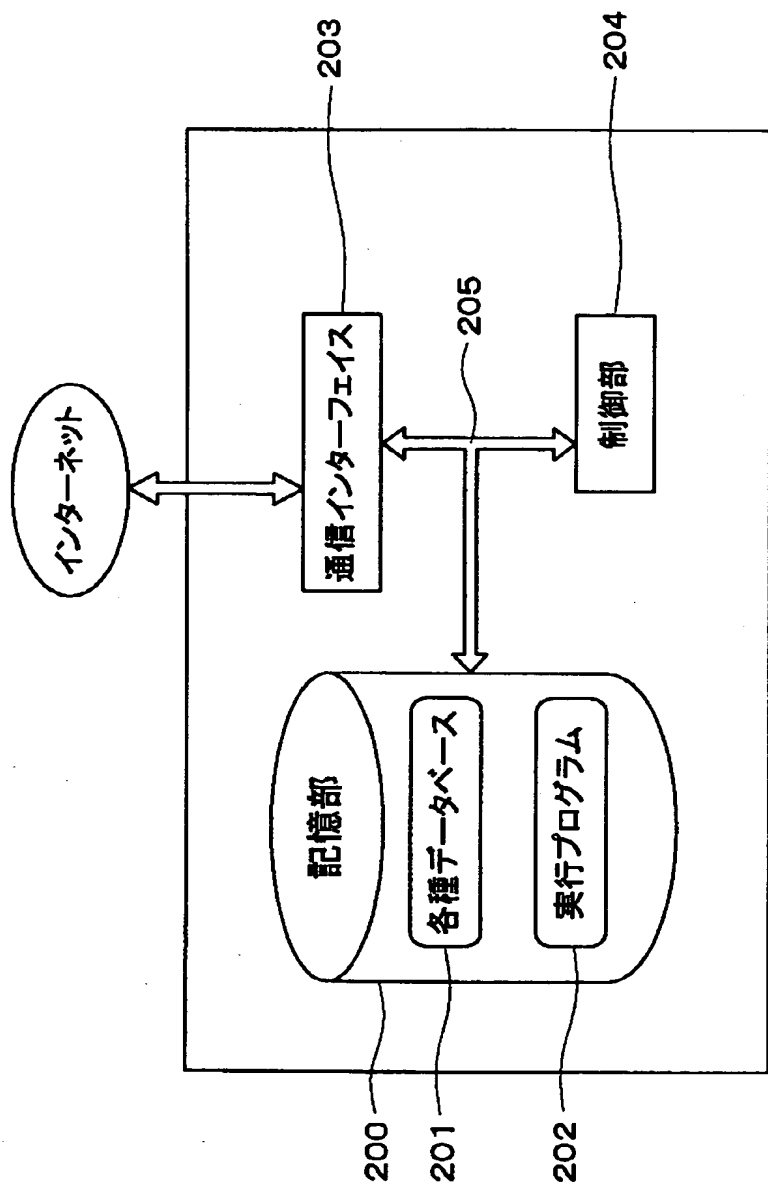 インターネット
203
通信インターフェイス
205
204
制御部
記憶部
各種データベース
実行プログラム
200
201
202